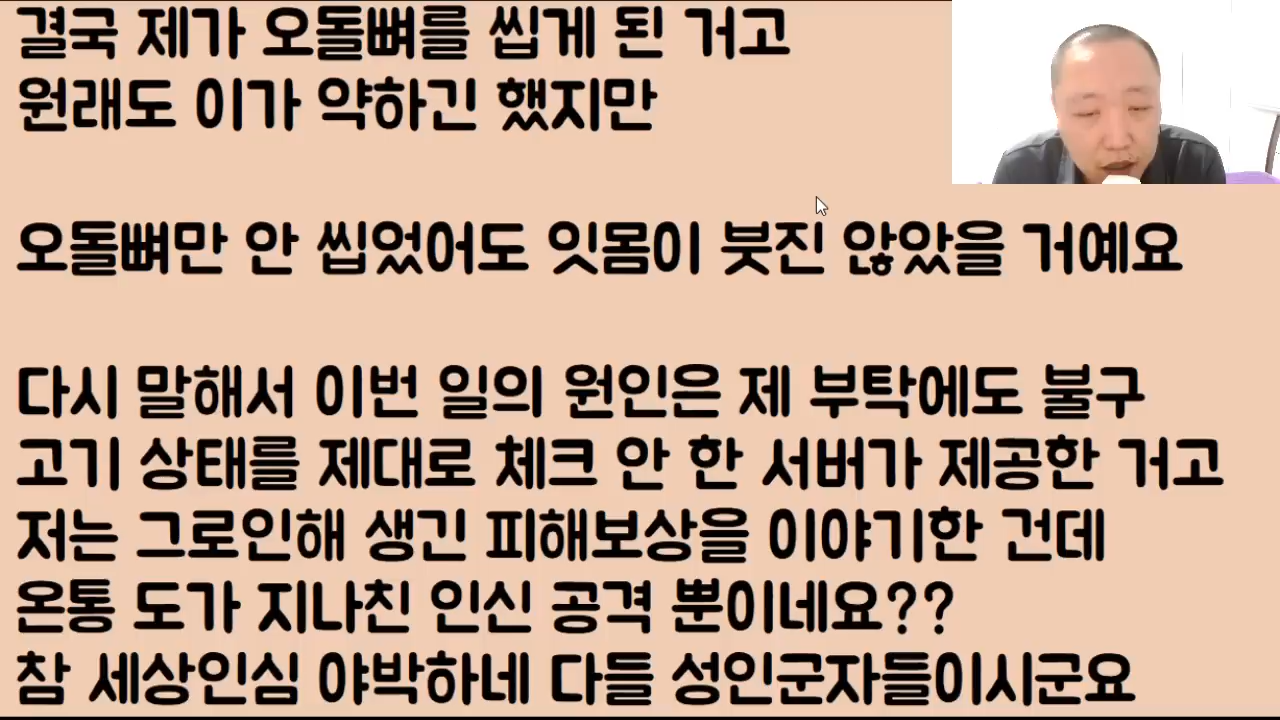 결국 제가 오돌뼈를 씹게 된 거고
원래도 이가 약하긴 했지만
오돌뼈만 안 씹었어도 잇몸이 붓진 않았을 거예요
다시 말해서 이번 일의 원인은 제 부탁에도 불구
고기 상태를 제대로 체크 안 한 서버가 제공한 거고
저는 그로인해 생긴 피해보상을 이야기한 건데
온통 도가 지나친 인신 공격 뿐이네요??
참 세상인심 야박하네 다들 성인군자들이시군요